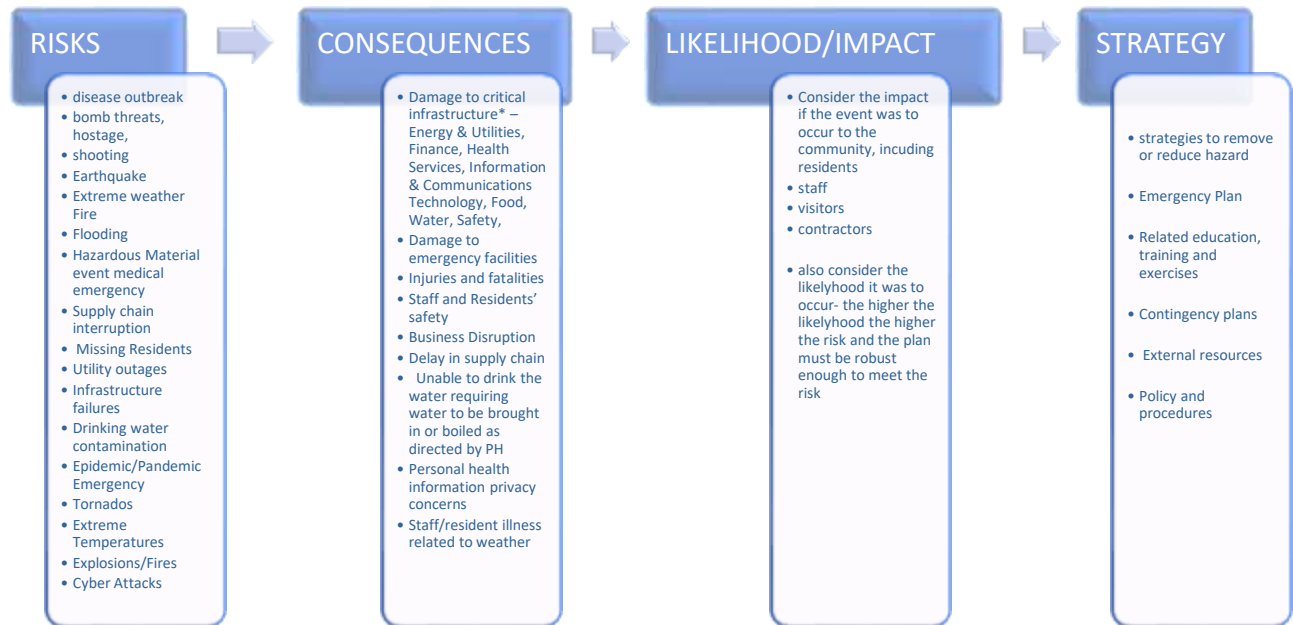 RISKS
• disease outbreak
• bomb threats,
hostage,
• shooting
• Earthquake
• Extreme weather
Fire
• Flooding
• Hazardous Material
event medical
emergency
• Supply chain
interruption
• Missing Residents
• Utility outages
• Infrastructure
failures
• Drinking water
contamination
• Epidemic/Pandemic
Emergency
• Tornados
• Extreme
Temperatures
• Explosions/Fires
• Cyber Attacks
CONSEQUENCES
• Damage to critical
infrastructure* –
Energy & Utilities,
Finance, Health
Services, Information
& Communications
Technology, Food,
Water, Safety,
• Damage to
emergency facilities
• Injuries and fatalities
• Staff and Residents’
safety
• Business Disruption
• Delay in supply chain
• Unable to drink the
water requiring
water to be brought
in or boiled as
directed by PH
• Personal health
information privacy
concerns
• Staff/resident illness
related to weather
LIKELIHOOD/IMPACT
• Consider the impact
if the event was to
occur to the
community, incuding
residents
• staff
• visitors
• contractors
• also consider the
likelyhood it was to
occur- the higher the
likelyhood the higher
the risk and the plan
must be robust
enough to meet the
risk
STRATEGY
• strategies to remove
or reduce hazard
• Emergency Plan
• Related education,
training and
exercises
• Contingency plans
• External resources
• Policy and
procedures